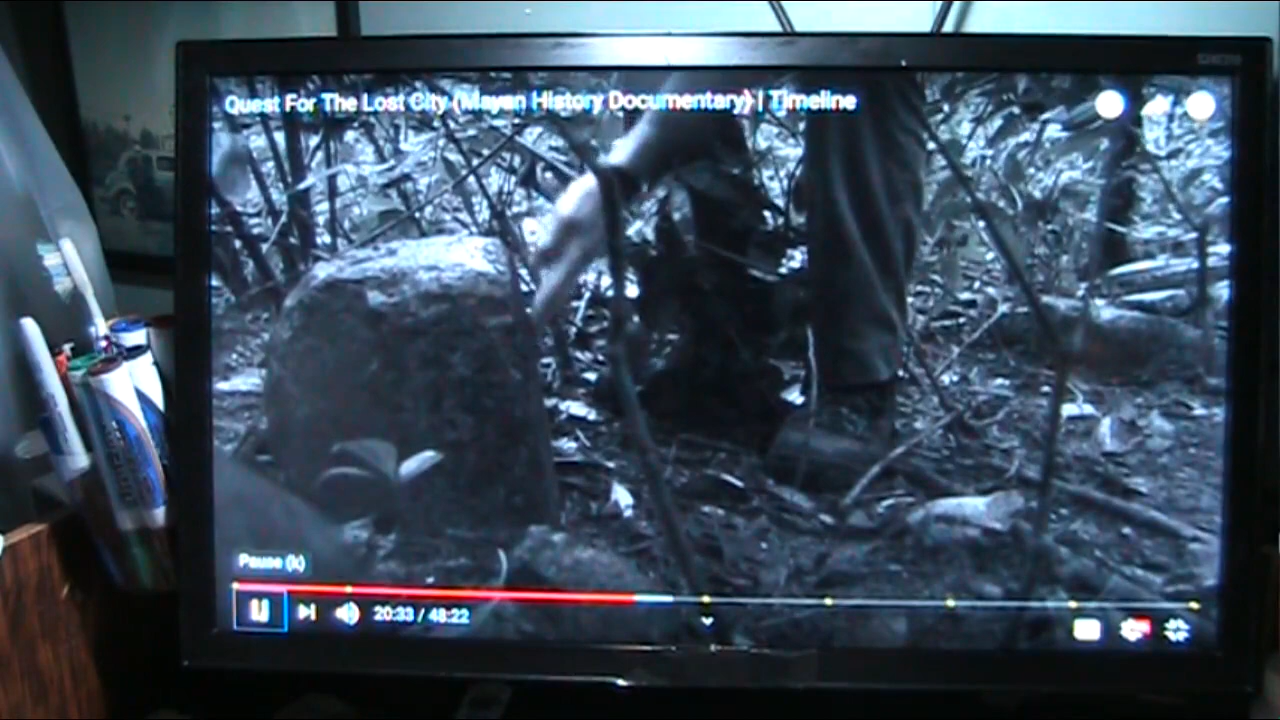 Quest For The Lost City (Mayan History Documentary) | Timeline
Pause (k)
20:33 / 48:22